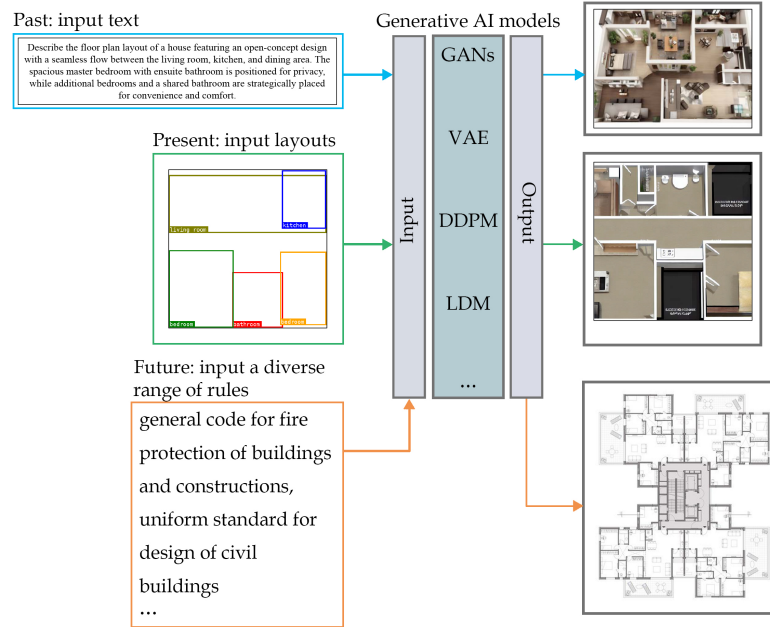 Past: input text
Describe the floor plan layout of a house featuring an open-concept design
with a seamless flow between the living room, kitchen, and dining area. The
spacious master bedroom with ensuite bathroom is positioned for privacy,
while additional bedrooms and a shared bathroom are strategically placed
for convenience and comfort.
Present: input layouts
kitchen
living room
bedroom
bathroom
bedroom
Future: input a diverse
range of rules
general code for fire
protection of buildings
and constructions,
uniform standard for
design of civil
buildings
...
Generative AI models
Input
GANs
VAE
DDPM
LDM
...
Output